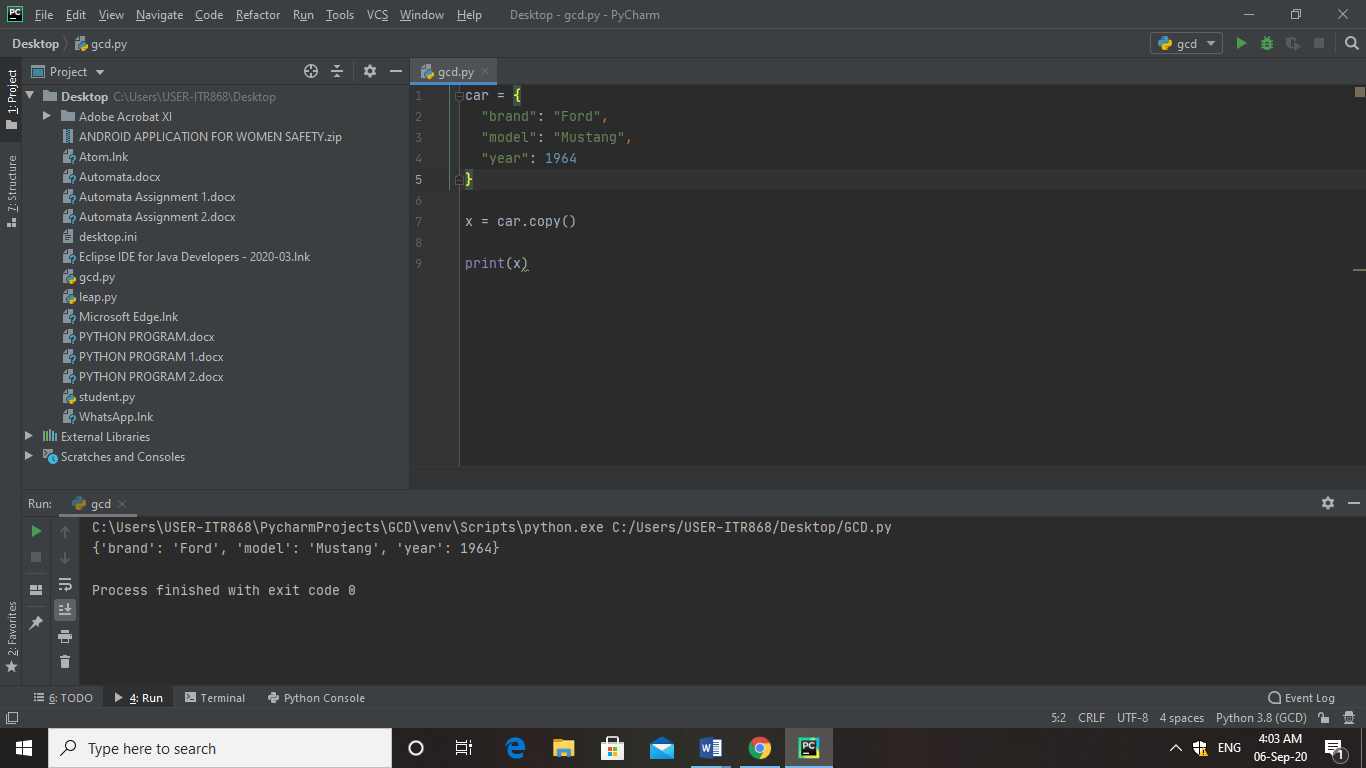 PC File Edit View Navigate Code Refactor Run Tools VCS Window Help Desktop - gcd.py - PyCharm
Desktop gcd.py gcd
1: Project
Project
gcd.py
Desktop C:\Users\USER-ITR868\Desktop
Adobe Acrobat XI
ANDROID APPLICATION FOR WOMEN SAFETY.zip
Atom.lnk
Automata.docx
Automata Assignment 1.docx
Automata Assignment 2.docx
desktop.ini
Eclipse IDE for Java Developers - 2020-03.lnk
gcd.py
leap.py
Microsoft Edge.lnk
PYTHON PROGRAM.docx
PYTHON PROGRAM 1.docx
PYTHON PROGRAM 2.docx
student.py
WhatsApp.lnk
External Libraries
Scratches and Consoles
7: Structure
1 car = {
2 "brand": "Ford",
3 "model": "Mustang",
4 "year": 1964
5 }
6
7 x = car.copy()
8
9 print(x)
Run: gcd
C:\Users\USER-ITR868\PycharmProjects\GCD\venv\Scripts\python.exe C:/Users/USER-ITR868/Desktop/GCD.py
{'brand': 'Ford', 'model': 'Mustang', 'year': 1964}
Process finished with exit code 0
2: Favorites
6: TODO 4: Run Terminal Python Console Event Log
5:2 CRLF UTF-8 4 spaces Python 3.8 (GCD)
Type here to search
ENG
4:03 AM
06-Sep-20
1